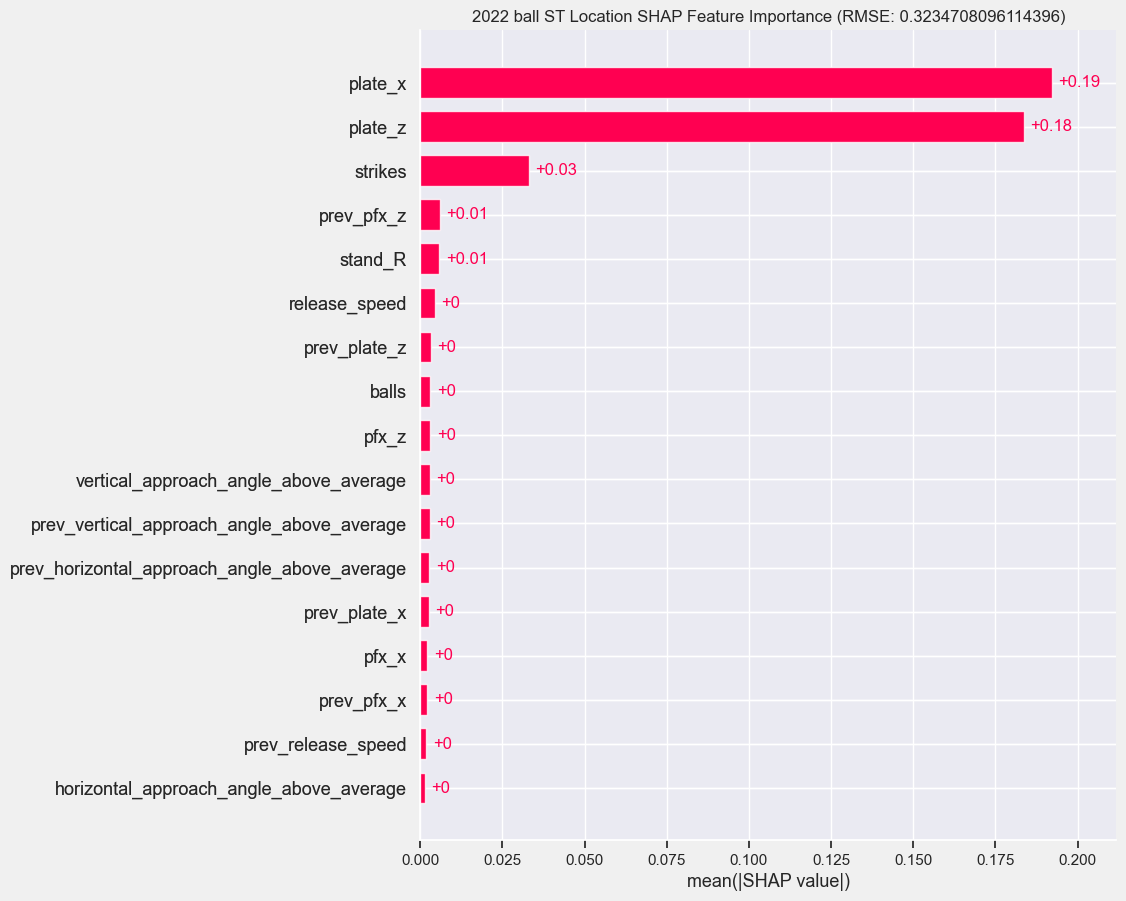 2022 ball ST Location SHAP Feature Importance (RMSE: 0.3234708096114396)
plate_x +0.19
plate_z +0.18
strikes +0.03
prev_pfx_z +0.01
stand_R +0.01
release_speed +0
prev_plate_z +0
balls +0
pfx_z +0
vertical_approach_angle_above_average +0
prev_vertical_approach_angle_above_average +0
prev_horizontal_approach_angle_above_average +0
prev_plate_x +0
pfx_x +0
prev_pfx_x +0
prev_release_speed +0
horizontal_approach_angle_above_average +0
0.000 0.025 0.050 0.075 0.100 0.125 0.150 0.175 0.200
mean(|SHAP value|)